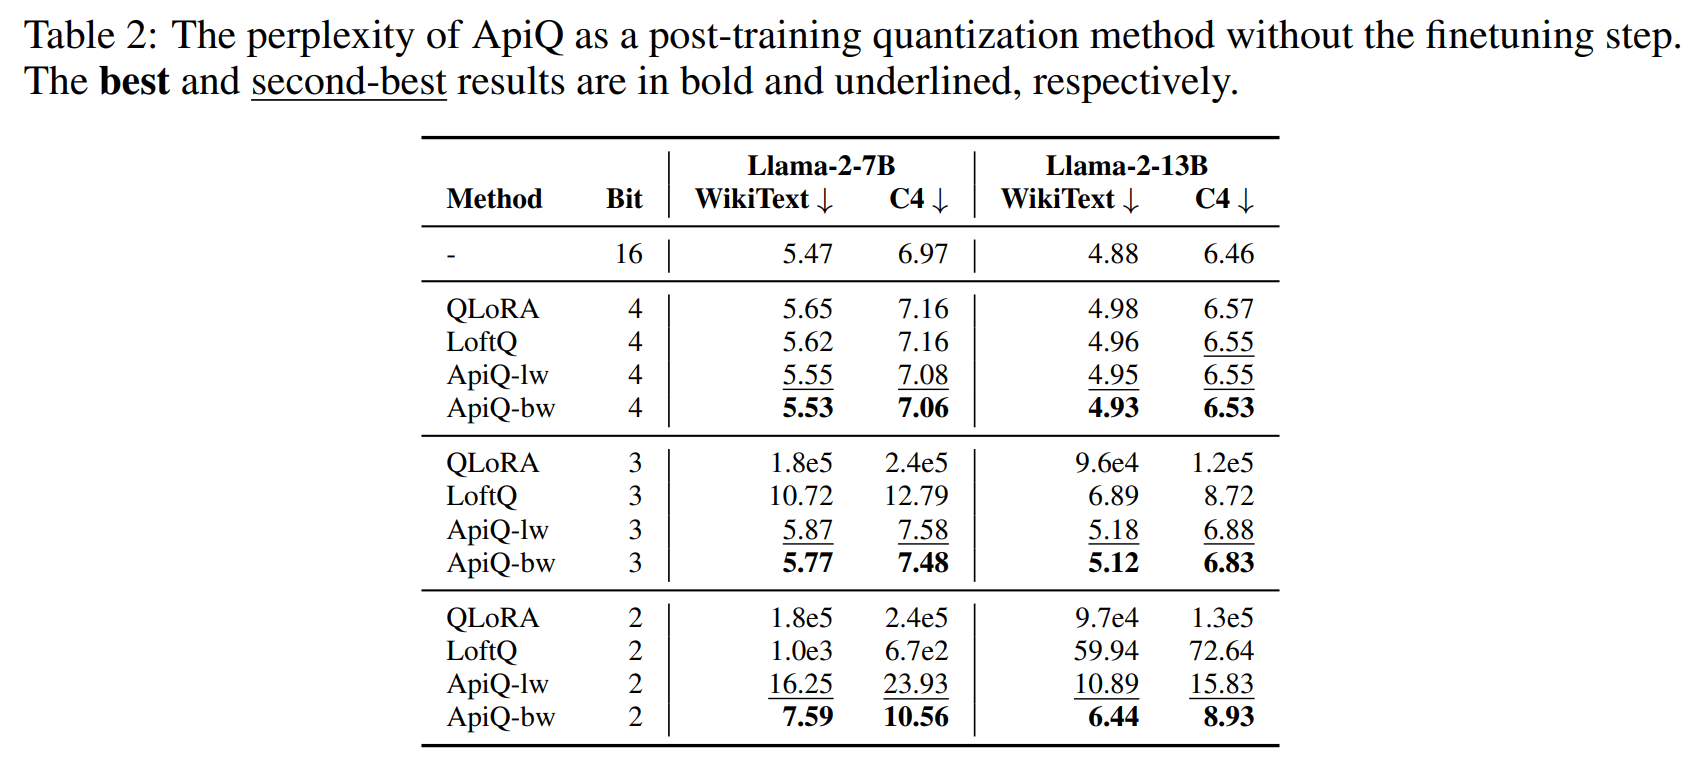 Table 2: The perplexity of ApiQ as a post-training quantization method without the finetuning step.
The best and second-best results are in bold and underlined, respectively.
Llama-2-7B Llama-2-13B
Method Bit WikiText ↓ C4 ↓ WikiText ↓ C4 ↓
- 16 5.47 6.97 4.88 6.46
QLoRA 4 5.65 7.16 4.98 6.57
LoftQ 4 5.62 7.16 4.96 6.55
ApiQ-lw 4 5.55 7.08 4.95 6.55
ApiQ-bw 4 5.53 7.06 4.93 6.53
QLoRA 3 1.8e5 2.4e5 9.6e4 1.2e5
LoftQ 3 10.72 12.79 6.89 8.72
ApiQ-lw 3 5.87 7.58 5.18 6.88
ApiQ-bw 3 5.77 7.48 5.12 6.83
QLoRA 2 1.8e5 2.4e5 9.7e4 1.3e5
LoftQ 2 1.0e3 6.7e2 59.94 72.64
ApiQ-lw 2 16.25 23.93 10.89 15.83
ApiQ-bw 2 7.59 10.56 6.44 8.93